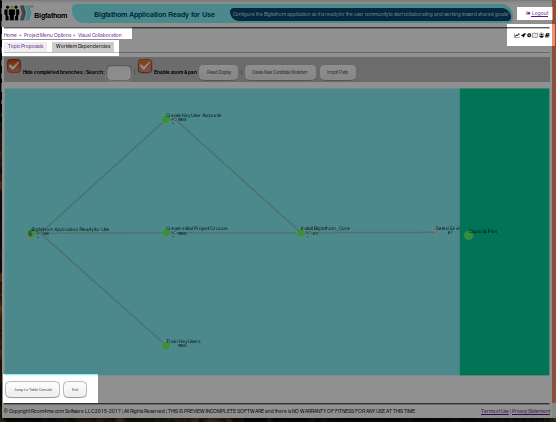 Bigfathom
Bigfathom Application Ready for Use
Configure the Bigfathom application so it is ready for the user community to start collaborating and working toward shared goals.
Logout
Home » Project Menu Options » Visual Collaboration
Topic Proposals
Workitem Dependencies
Hide completed branches | Search:
Enable zoom & pan
Reset Display
Create New Candidate Workitem
Import Parts
Create Key User Accounts
Bigfathom Application Ready for Use
Create Initial Project Groups
Install Bigfathom_Core
Select Env
Capacity Plan
Train Key Users
Jump to Table Console
Exit
© Copyright Room4me.com Software LLC 2015-2017 | All Rights Reserved | THIS IS PREVIEW INCOMPLETE SOFTWARE and there is NO WARRANTY OF FITNESS FOR ANY USE AT THIS TIME
Terms of Use | Privacy Statement